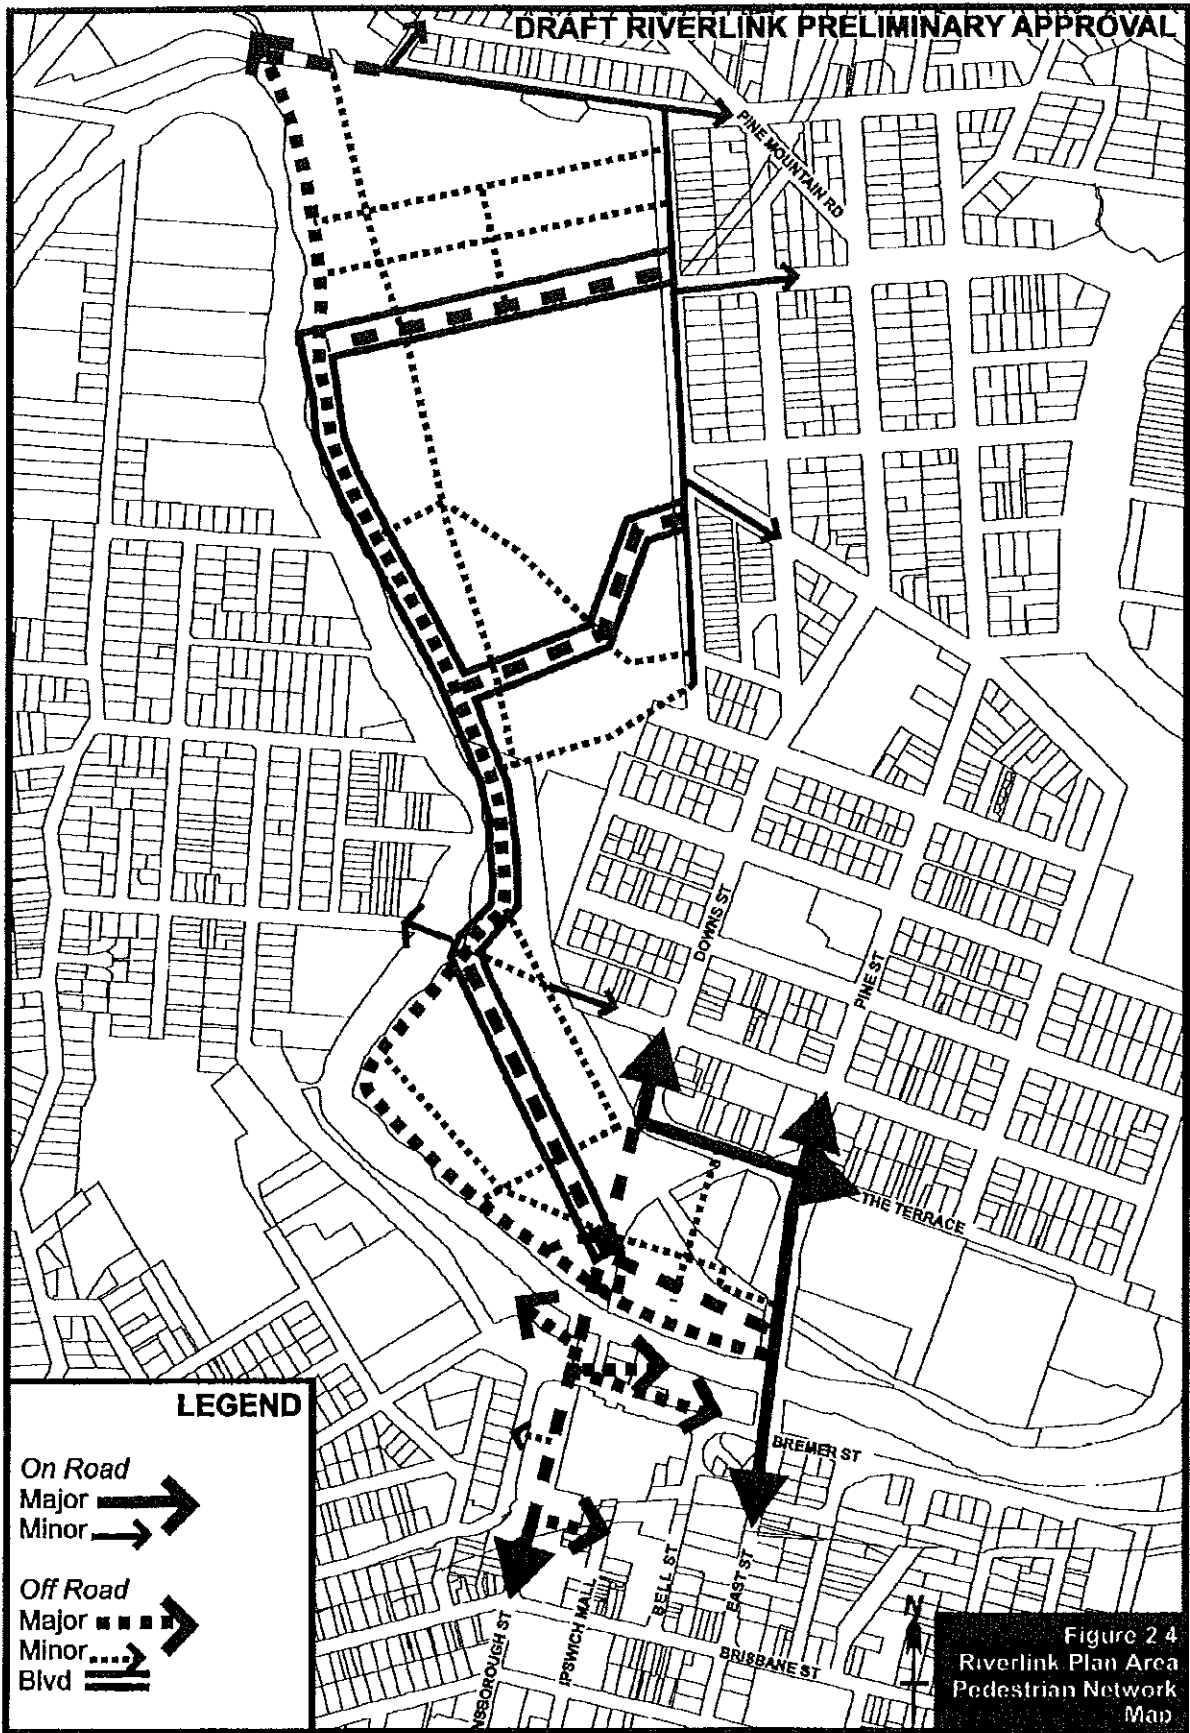 DRAFT RIVERLINK PRELIMINARY APPROVAL
PINE MOUNTAIN RD
DOWNS ST
PINE ST
THE TERRACE
BREMER ST
BELL ST
EAST ST
IPSWICH MALL
NSBOROUGH ST
BRISBANE ST
LEGEND
On Road
Major
Minor
Off Road
Major
Minor
Blvd
N
Figure 2 4
Riverlink Plan Area
Pedestrian Network
Map